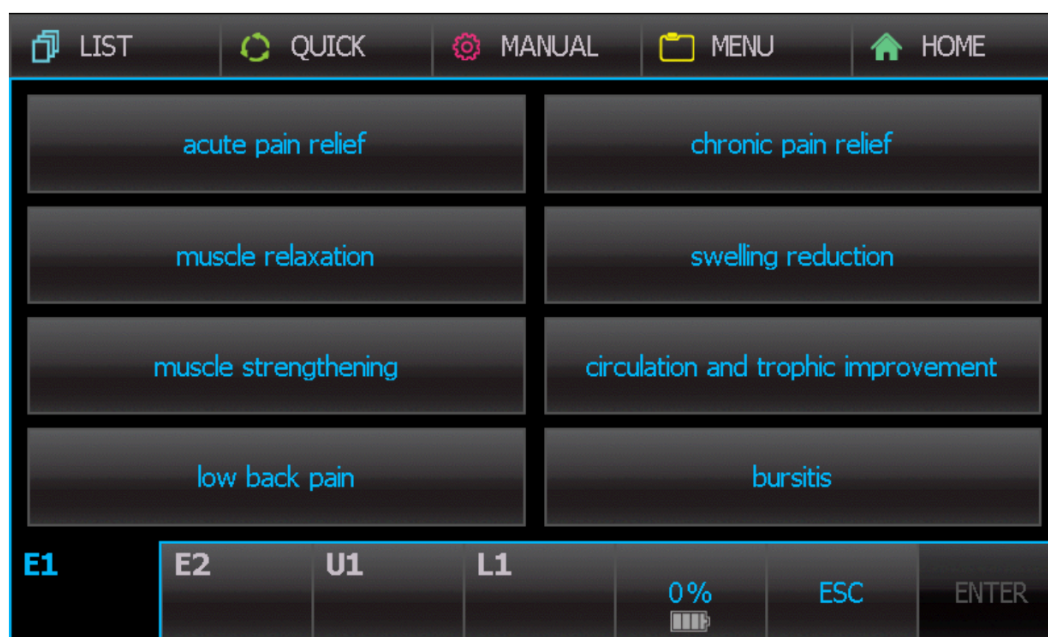 LIST QUICK MANUAL MENU HOME
acute pain relief chronic pain relief
muscle relaxation swelling reduction
muscle strengthening circulation and trophic improvement
low back pain bursitis
E1 E2 U1 L1
0% ESC ENTER